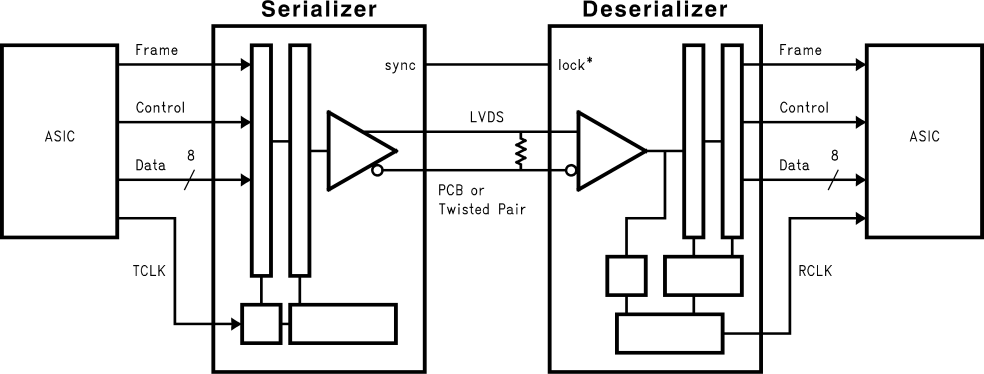 Serializer
Deserializer
Frame
sync
lock*
Frame
Control
LVDS
Control
ASIC
ASIC
Data
8
Data
8
PCB or
Twisted Pair
TCLK
RCLK